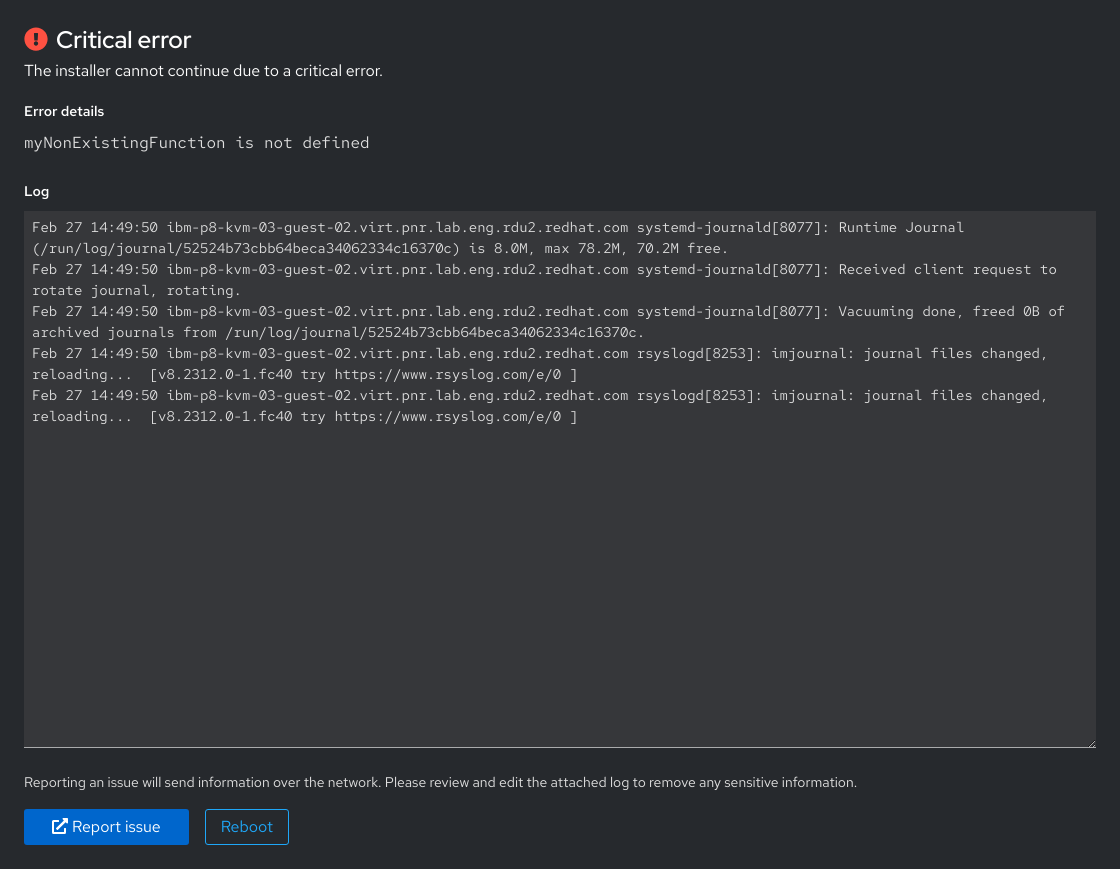 Critical error
The installer cannot continue due to a critical error.
Error details
myNonExistingFunction is not defined
Log
Feb 27 14:49:50 ibm-p8-kvm-03-guest-02.virt.pnr.lab.eng.rdu2.redhat.com systemd-journald[8077]: Runtime Journal
(/run/log/journal/52524b73cbb64beca34062334c16370c) is 8.0M, max 78.2M, 70.2M free.
Feb 27 14:49:50 ibm-p8-kvm-03-guest-02.virt.pnr.lab.eng.rdu2.redhat.com systemd-journald[8077]: Received client request to
rotate journal, rotating.
Feb 27 14:49:50 ibm-p8-kvm-03-guest-02.virt.pnr.lab.eng.rdu2.redhat.com systemd-journald[8077]: Vacuuming done, freed 0B of
archived journals from /run/log/journal/52524b73cbb64beca34062334c16370c.
Feb 27 14:49:50 ibm-p8-kvm-03-guest-02.virt.pnr.lab.eng.rdu2.redhat.com rsyslogd[8253]: imjournal: journal files changed,
reloading...  [v8.2312.0-1.fc40 try https://www.rsyslog.com/e/0 ]
Feb 27 14:49:50 ibm-p8-kvm-03-guest-02.virt.pnr.lab.eng.rdu2.redhat.com rsyslogd[8253]: imjournal: journal files changed,
reloading...  [v8.2312.0-1.fc40 try https://www.rsyslog.com/e/0 ]
Reporting an issue will send information over the network. Please review and edit the attached log to remove any sensitive information.
Report issue
Reboot